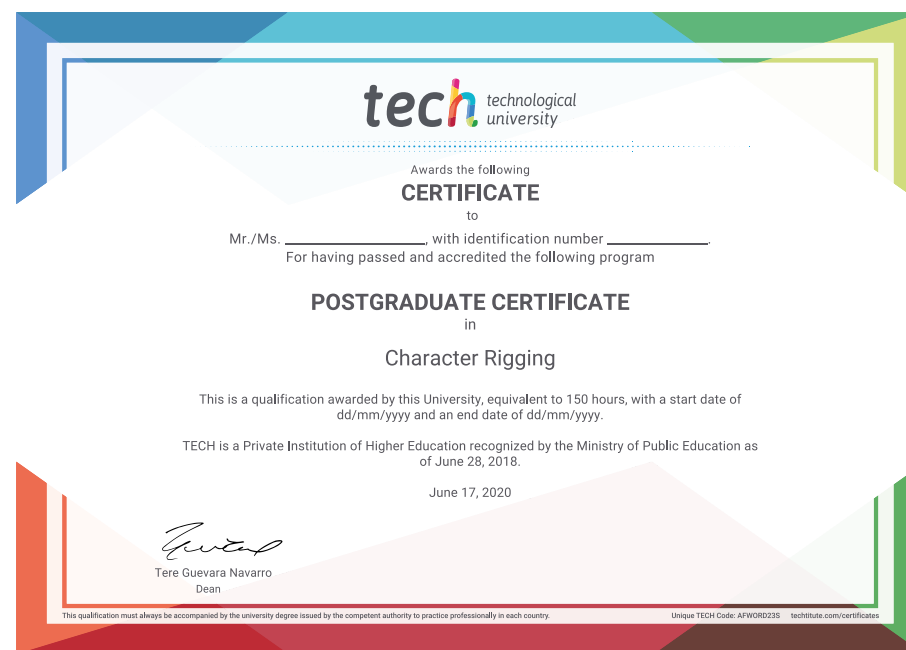 tech technological
university
Awards the following
CERTIFICATE
to
Mr./Ms. ____________________, with identification number ______________.
For having passed and accredited the following program
POSTGRADUATE CERTIFICATE
in
Character Rigging
This is a qualification awarded by this University, equivalent to 150 hours, with a start date of
dd/mm/yyyy and an end date of dd/mm/yyyy.
TECH is a Private Institution of Higher Education recognized by the Ministry of Public Education as
of June 28, 2018.
June 17, 2020
Tere Guevara Navarro
Dean
This qualification must always be accompanied by the university degree issued by the competent authority to practice professionally in each country. Unique TECH Code: AFWORD23S techtitute.com/certificates